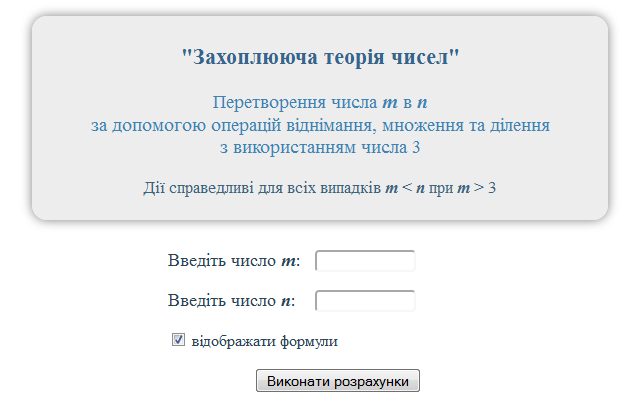 "Захоплююча теорія чисел"
Перетворення числа m в n
за допомогою операцій віднімання, множення та ділення
з використанням числа 3
Дії справедливі для всіх випадків m < n при m > 3
Введіть число m:
Введіть число n:
відображати формули
Виконати розрахунки